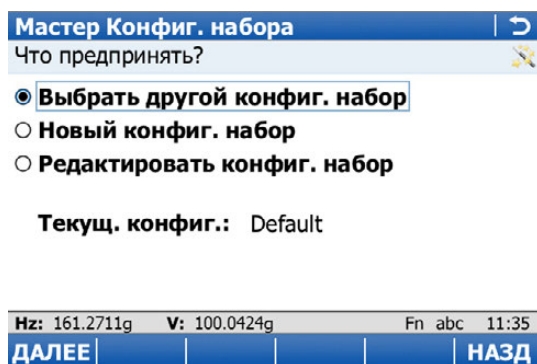 Мастер Конфиг. набора
Что предпринять?
Выбрать другой конфиг. набор
Новый конфиг. набор
Редактировать конфиг. набор
Текущ. конфиг.: Default
Hz: 161.2711g V: 100.0424g Fn abc 11:35
ДАЛЕЕ НАЗД